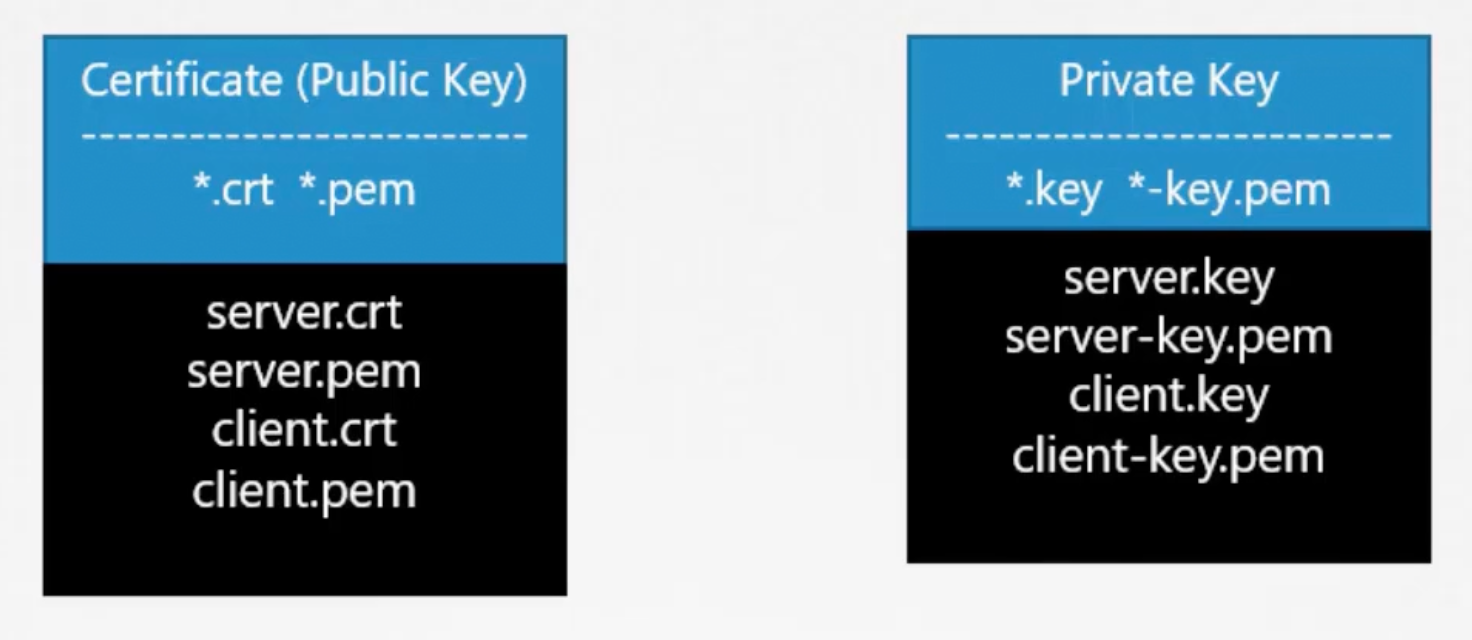 Certificate (Public Key)
-------------------------
*.crt *.pem
server.crt
server.pem
client.crt
client.pem
Private Key
-------------------------
*.key *-key.pem
server.key
server-key.pem
client.key
client-key.pem